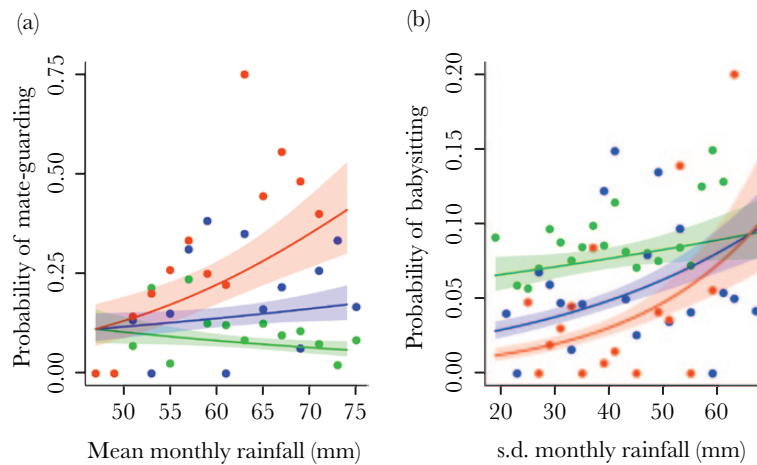 (a)
(b)
Probability of mate-guarding
0.75
0.50
0.25
0.00
50 55 60 65 70 75
Mean monthly rainfall (mm)
Probability of babysitting
0.20
0.15
0.10
0.05
0.00
20 30 40 50 60
s.d. monthly rainfall (mm)